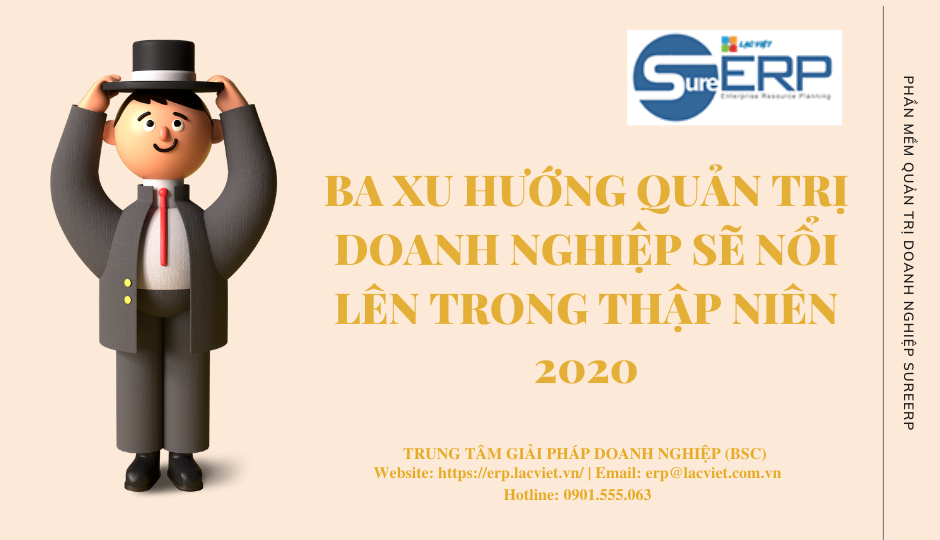 LẠC VIỆT
SureERP
Enterprise Resource Planning
BA XU HƯỚNG QUẢN TRỊ
DOANH NGHIỆP SẼ NỔI
LÊN TRONG THẬP NIÊN
2020
TRUNG TÂM GIẢI PHÁP DOANH NGHIỆP (BSC)
Website: https://erp.lacviet.vn/ | Email: erp@lacviet.com.vn
Hotline: 0901.555.063
PHẦN MỀM QUẢN TRỊ DOANH NGHIỆP SUREERP